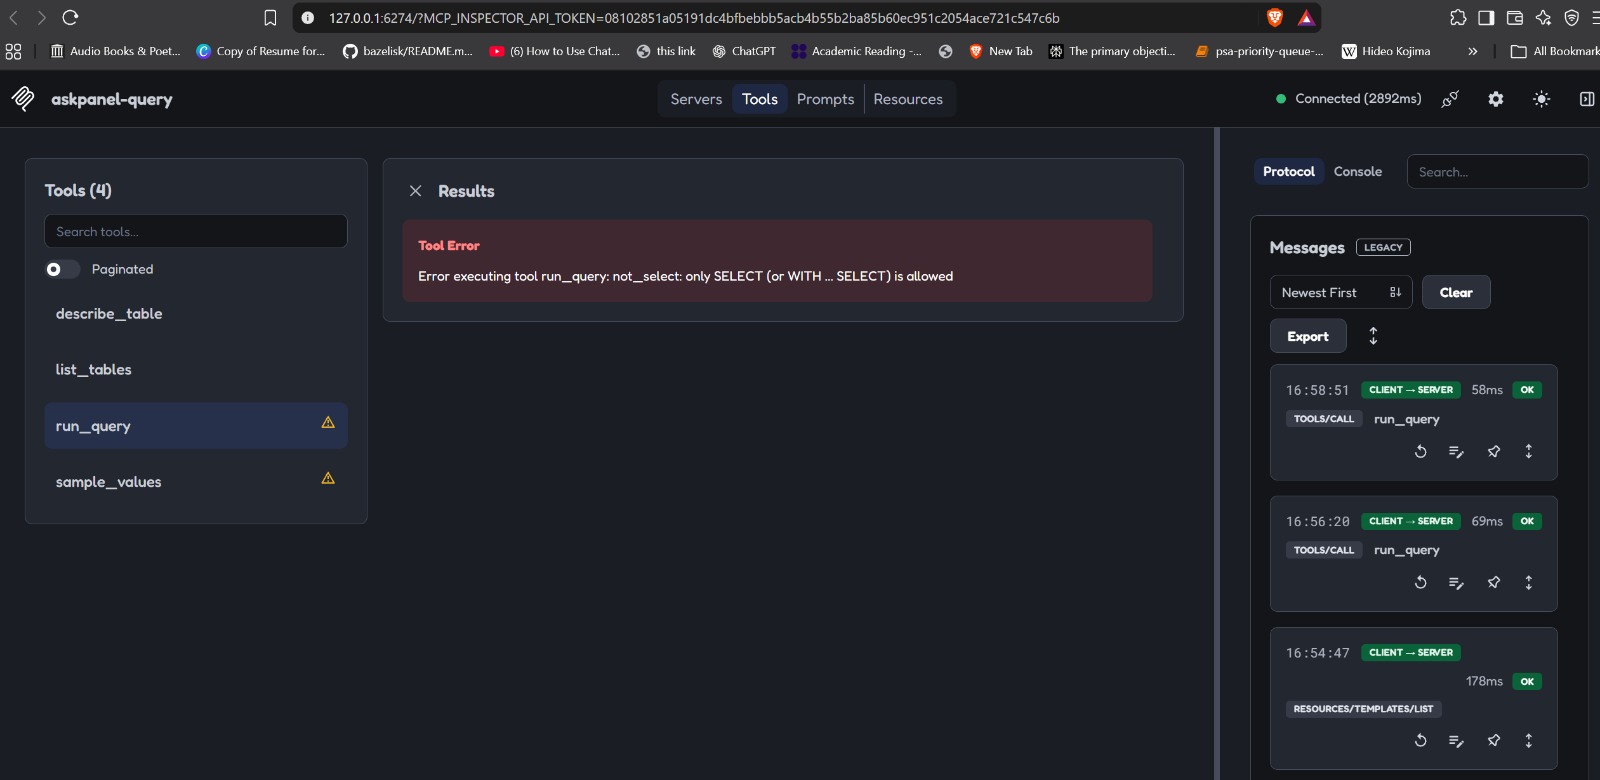 127.0.0.1:6274/?MCP_INSPECTOR_API_TOKEN=08102851a05191dc4bfbebbb5acb4b55b2ba85b60ec951c2054ace721c547c6b
Audio Books & Poet...
Copy of Resume for...
bazelisk/README.m...
(6) How to Use Chat...
this link
ChatGPT
Academic Reading -...
New Tab
The primary objecti...
psa-priority-queue-...
Hideo Kojima
»
All Bookmark
askpanel-query
Servers
Tools
Prompts
Resources
Connected (2892ms)
Tools (4)
Search tools...
Paginated
describe_table
list_tables
run_query
sample_values
Results
Tool Error
Error executing tool run_query: not_select: only SELECT (or WITH ... SELECT) is allowed
Protocol
Console
Search...
Messages LEGACY
Newest First
Clear
Export
16:58:51 CLIENT → SERVER 58ms OK
TOOLS/CALL run_query
16:56:20 CLIENT → SERVER 69ms OK
TOOLS/CALL run_query
16:54:47 CLIENT → SERVER
178ms OK
RESOURCES/TEMPLATES/LIST